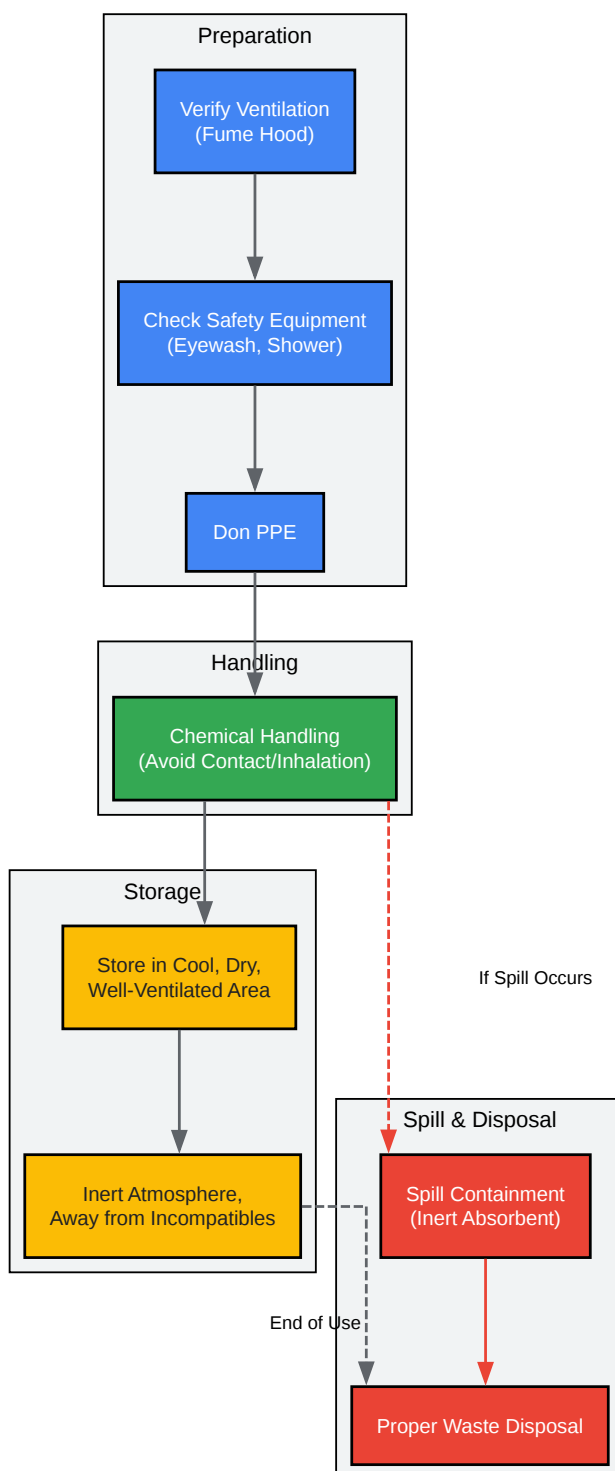 Preparation
Verify Ventilation
(Fume Hood)
Check Safety Equipment
(Eyewash, Shower)
Don PPE
Handling
Chemical Handling
(Avoid Contact/Inhalation)
Storage
Store in Cool, Dry,
Well-Ventilated Area
If Spill Occurs
Spill & Disposal
Inert Atmosphere,
Away from Incompatibles
Spill Containment
(Inert Absorbent)
End of Use
Proper Waste Disposal